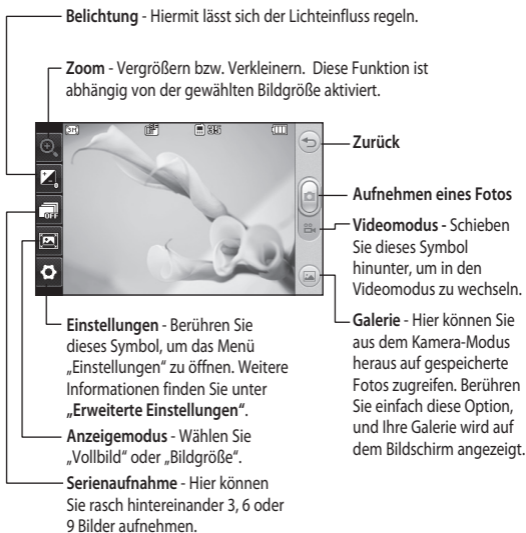 Belichtung - Hiermit lässt sich der Lichteinfluss regeln.
Zoom - Vergrößern bzw. Verkleinern. Diese Funktion ist
abhängig von der gewählten Bildgröße aktiviert.
3M
35
OFF
Zurück
Aufnehmen eines Fotos
Videomodus - Schieben
Sie dieses Symbol
hinunter, um in den
Videomodus zu wechseln.
Galerie - Hier können Sie
aus dem Kamera-Modus
heraus auf gespeicherte
Fotos zugreifen. Berühren
Sie einfach diese Option,
und Ihre Galerie wird auf
dem Bildschirm angezeigt.
Einstellungen - Berühren Sie
dieses Symbol, um das Menü
„Einstellungen“ zu öffnen. Weitere
Informationen finden Sie unter
„Erweiterte Einstellungen“.
Anzeigemodus - Wählen Sie
„Vollbild“ oder „Bildgröße“.
Serienaufnahme - Hier können
Sie rasch hintereinander 3, 6 oder
9 Bilder aufnehmen.